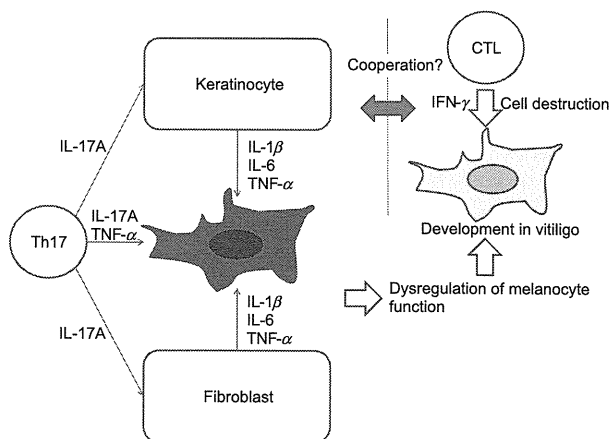 Keratinocyte
Cooperation?
CTL
IFN-γ
Cell destruction
IL-17A
IL-1β
IL-6
TNF-α
Th17
IL-17A
TNF-α
Development in vitiligo
IL-1β
IL-6
TNF-α
Dysregulation of melanocyte
function
IL-17A
Fibroblast